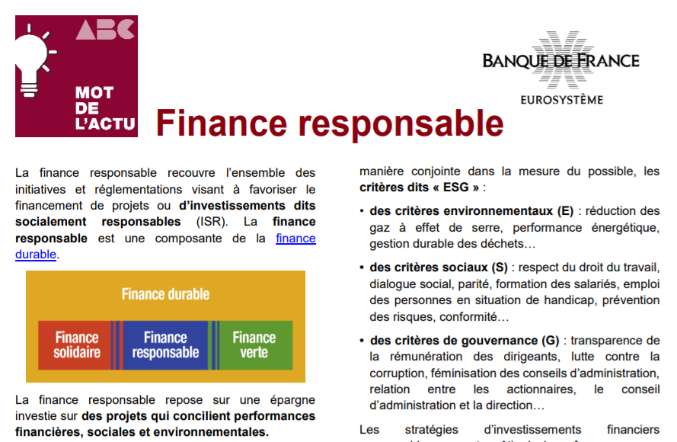 ABC
MOT
DE
L'ACTU
BANQUE DE FRANCE
EUROSYSTÈME
Finance responsable
La finance responsable recouvre l'ensemble des
initiatives et réglementations visant à favoriser le
financement de projets ou d'investissements dits
socialement responsables (ISR). La finance
responsable est une composante de la finance
durable.
Finance durable
Finance
solidaire
Finance
responsable
Finance
verte
La finance responsable repose sur une épargne
investie sur des projets qui concilient performances
financières, sociales et environnementales.
manière conjointe dans la mesure du possible, les
critères dits « ESG » :
• des critères environnementaux (E) : réduction des
gaz à effet de serre, performance énergétique,
gestion durable des déchets…
• des critères sociaux (S) : respect du droit du travail,
dialogue social, parité, formation des salariés, emploi
des personnes en situation de handicap, prévention
des risques, conformité…
• des critères de gouvernance (G) : transparence de
la rémunération des dirigeants, lutte contre la
corruption, féminisation des conseils d'administration,
relation entre les actionnaires, le conseil
d'administration et la direction…
Les stratégies d'investissements financiers